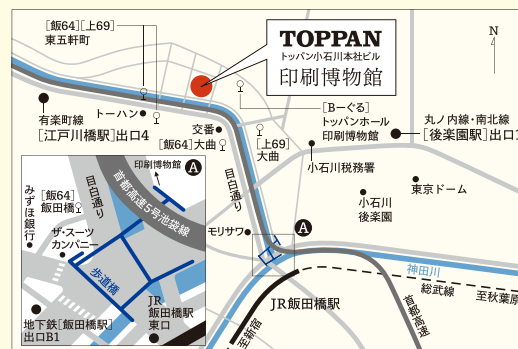 [飯64][上69]
東五軒町
TOPPAN
トッパン小石川本社ビル
印刷博物館
N
有楽町線
[江戸川橋駅]出口4
トーハン
交番
[飯64]大曲
[上69]
大曲
[Bーぐる]
トッパンホール
印刷博物館
丸ノ内線・南北線
[後楽園駅]出口1
小石川税務署
東京ドーム
小石川
後楽園
目白通り
モリサワ
A
神田川
総武線
至秋葉原
首都高速
JR飯田橋駅
至新宿
印刷博物館
A
首都高速5号池袋線
目白通り
[飯64]
飯田橋
みずほ銀行
ザ・スーツ
カンパニー
歩道橋
JR
飯田橋駅
東口
地下鉄[飯田橋駅]
出口B1